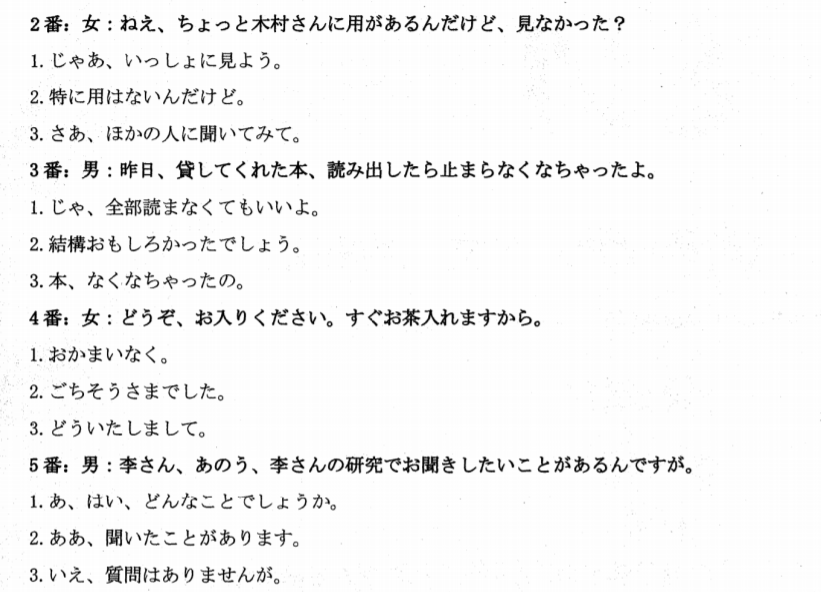 2番：女：ねえ、ちょっと木村さんに用があるんだけど、見なかった？
1. じゃあ、いっしょに見よう。
2. 特に用はないんだけど。
3. さあ、ほかの人に聞いてみて。
3番：男：昨日、貸してくれた本、読み出したら止まらなくなちゃったよ。
1. じゃ、全部読まなくてもいいよ。
2. 結構おもしろかったでしょう。
3. 本、なくなちゃったの。
4番：女：どうぞ、お入りください。すぐお茶入れますから。
1. おかまいなく。
2. ごちそうさまでした。
3. どういたしまして。
5番：男：李さん、あのう、李さんの研究でお聞きしたいことがあるんですが。
1. あ、はい、どんなことでしょうか。
2. ああ、聞いたことがあります。
3. いえ、質問はありませんが。